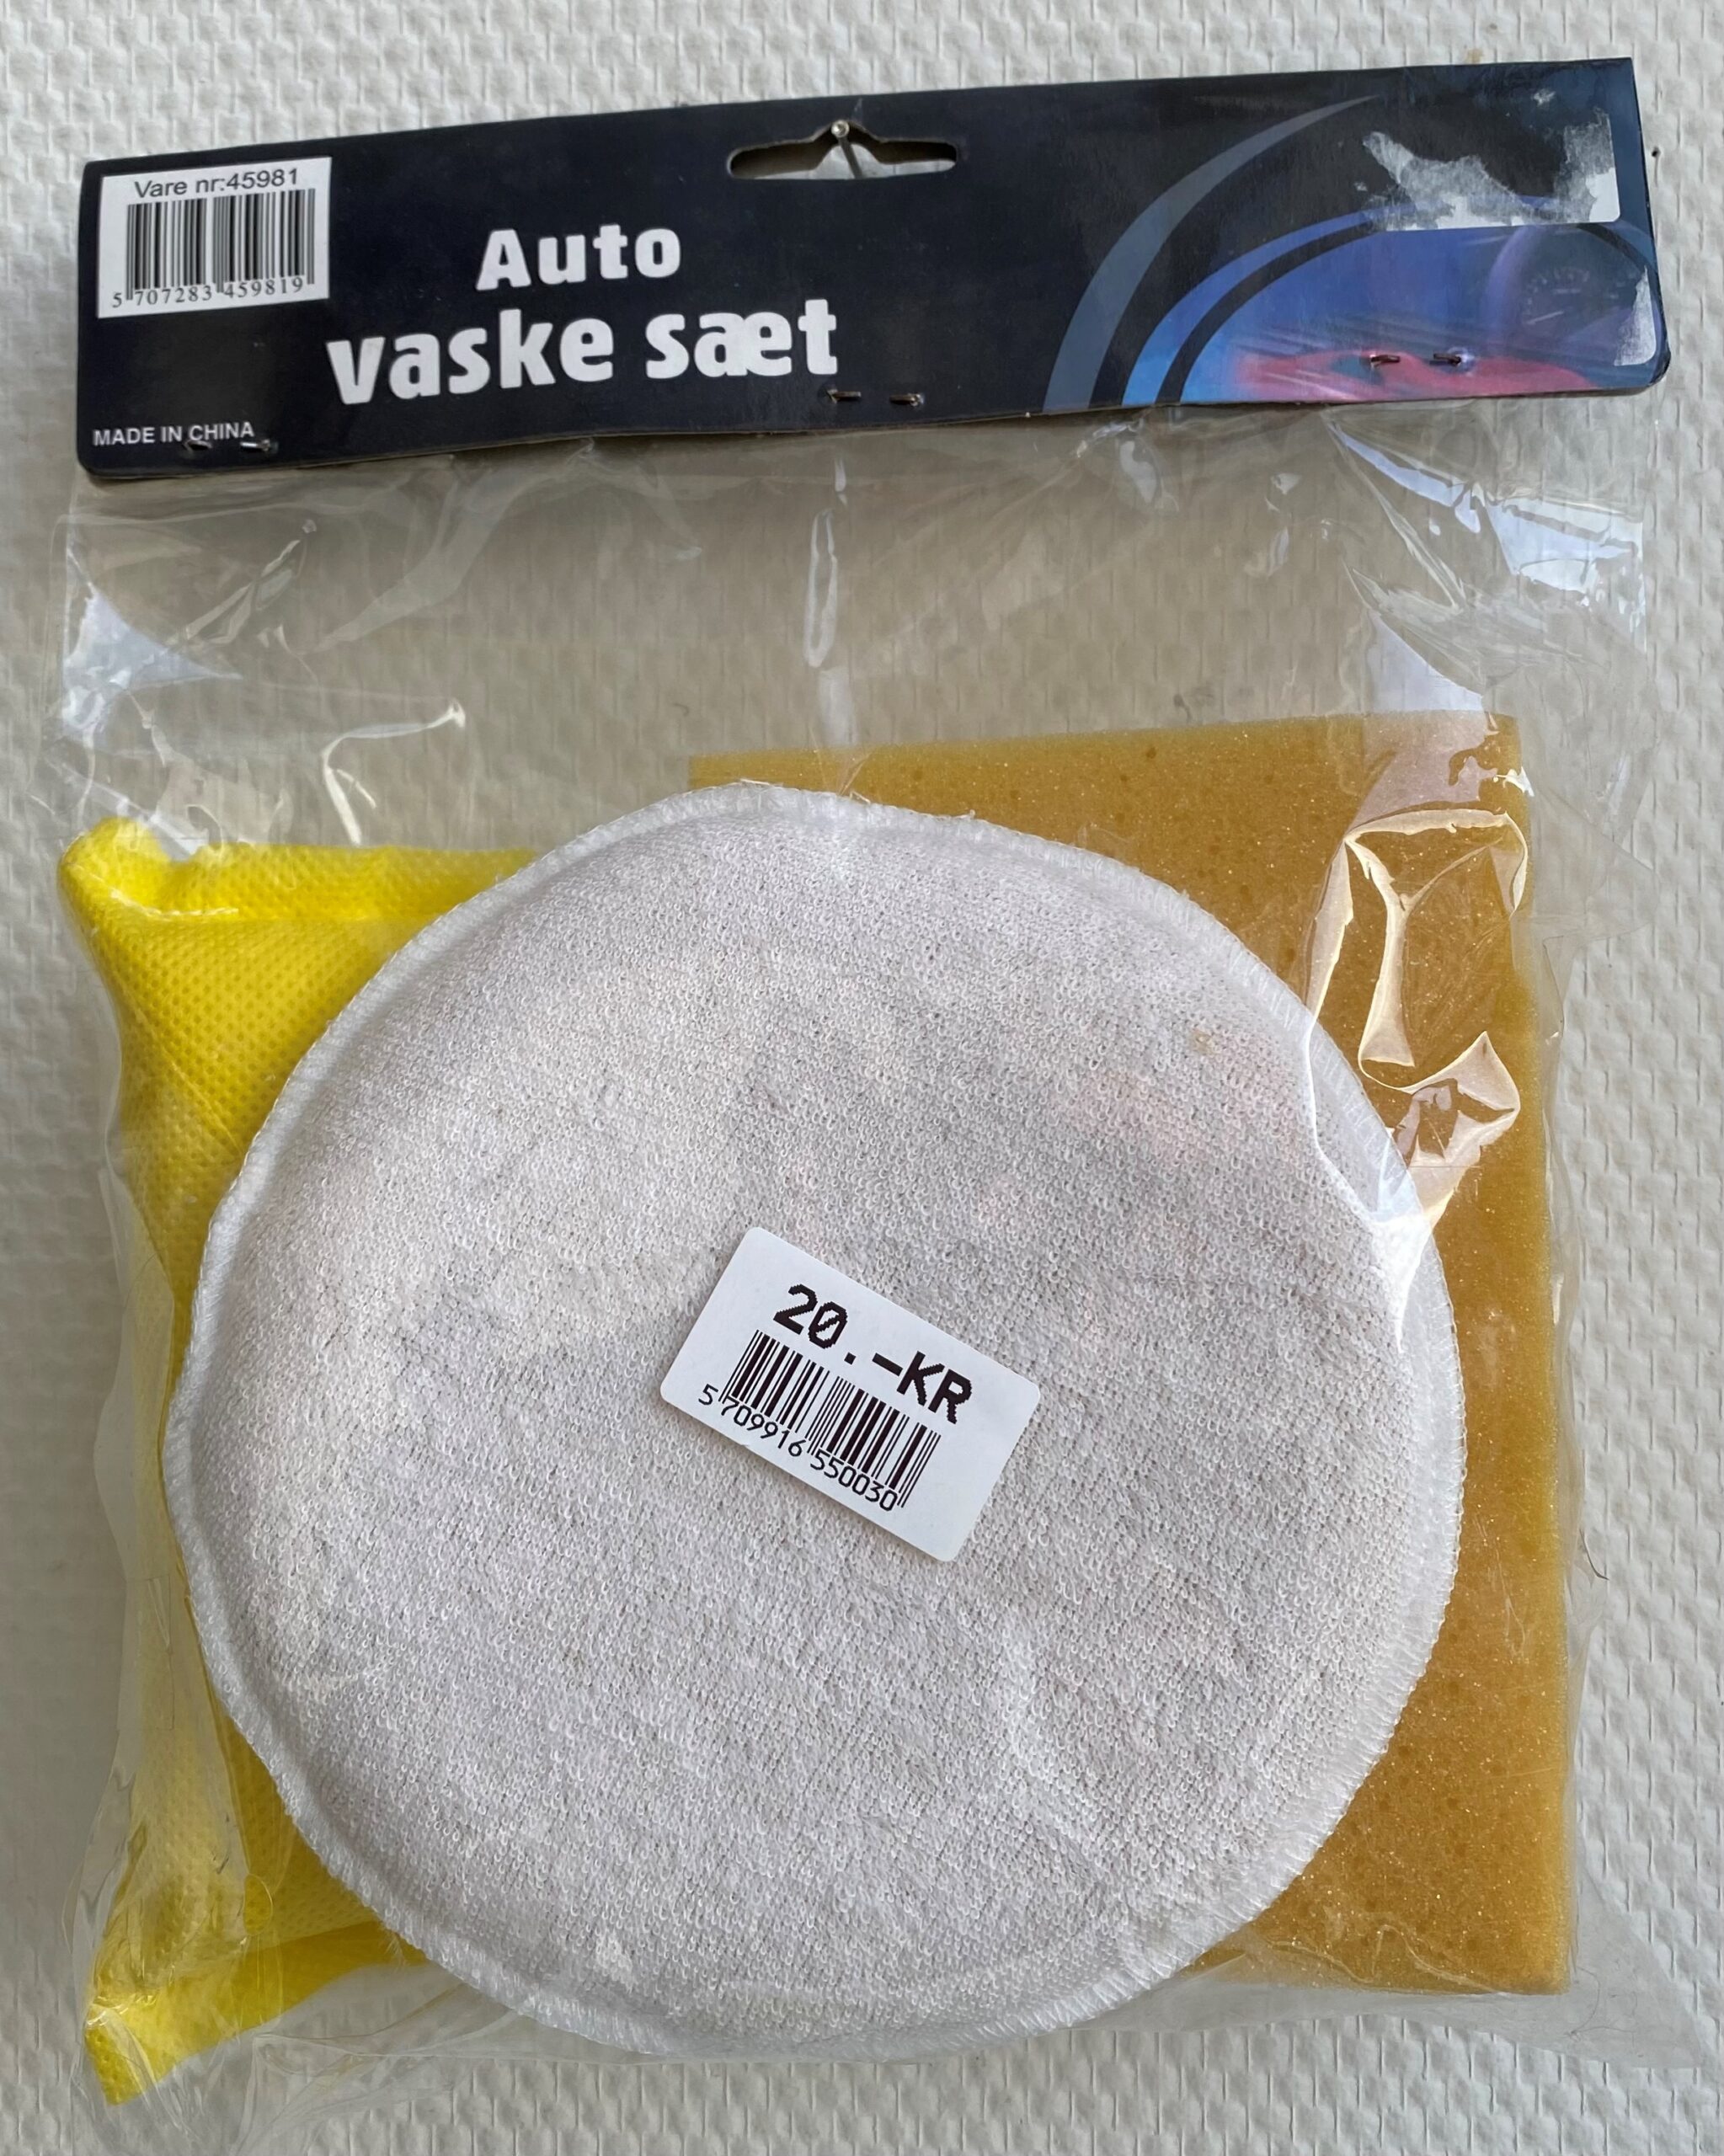 Vare nr:45981
5 707283 459819
Auto
vaske sæt
MADE IN CHINA
20.-KR
5 709916 550030